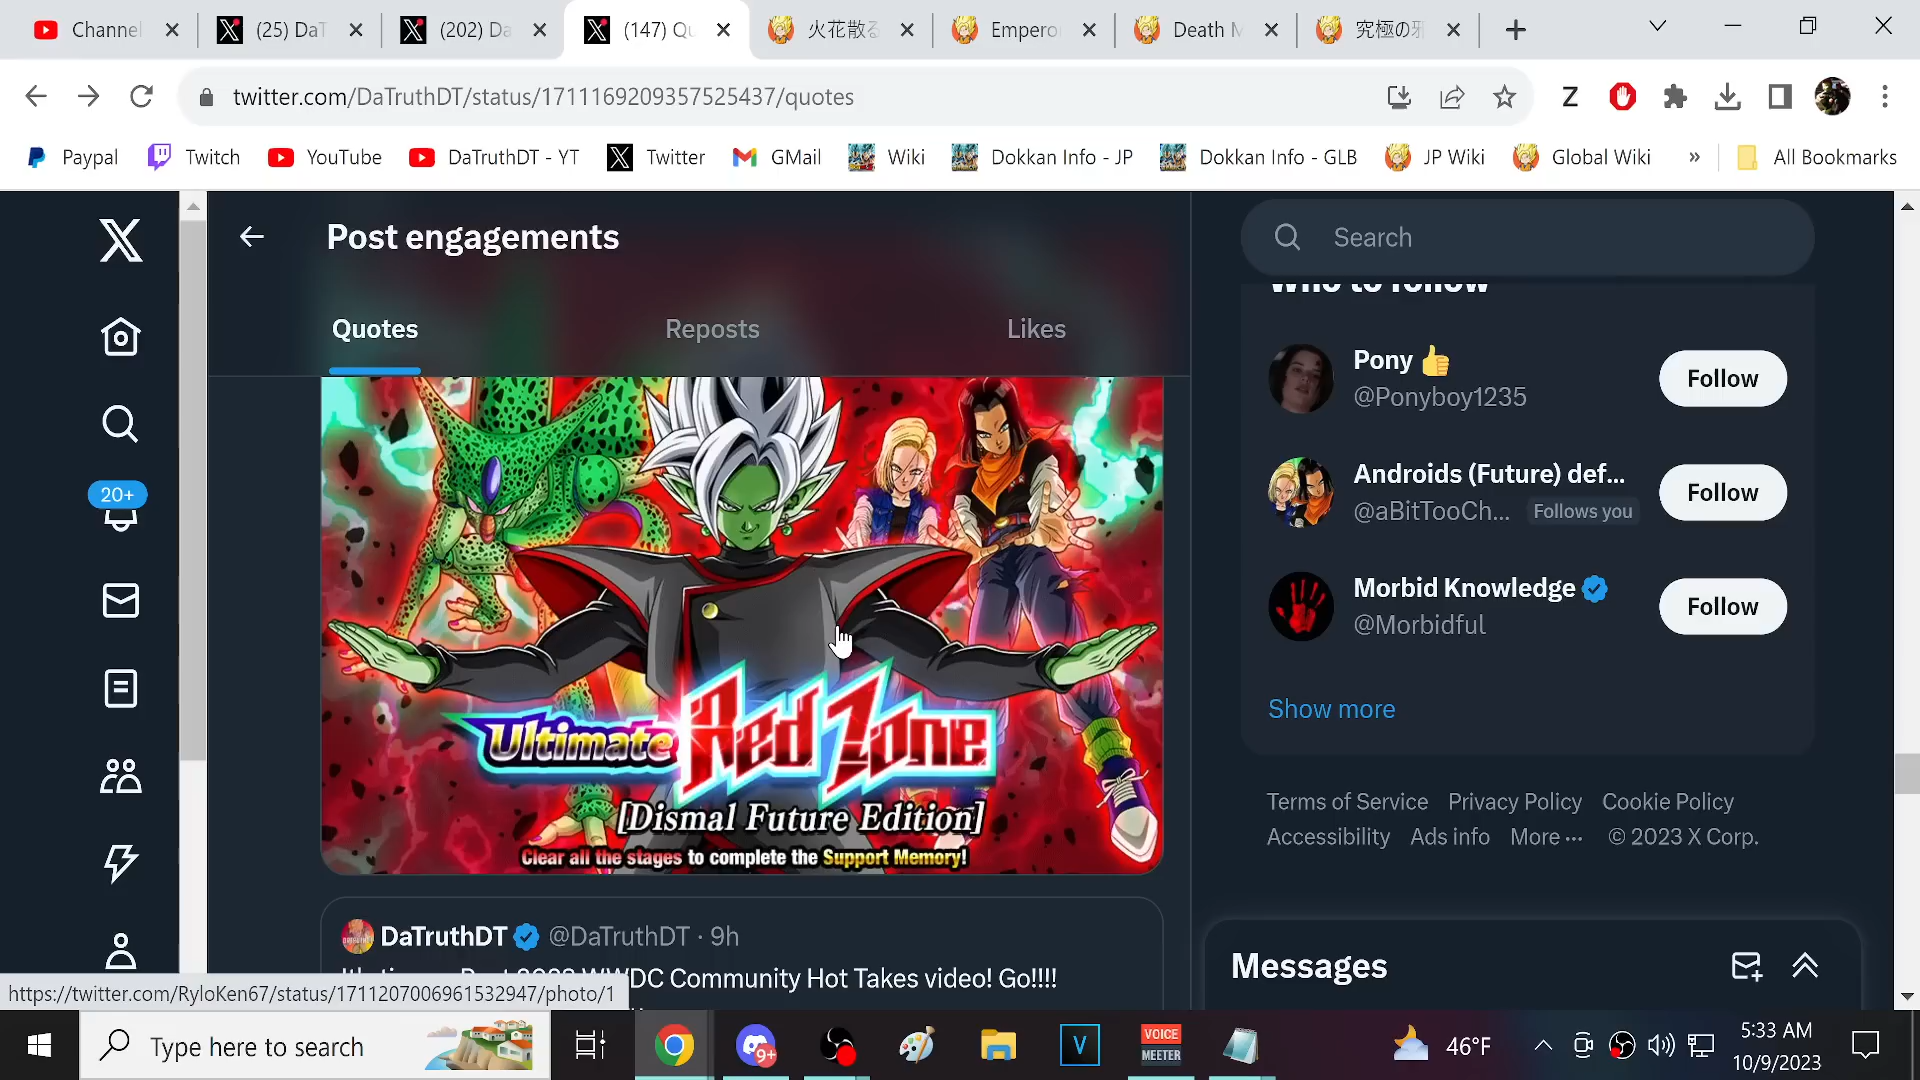 Channel
(25) DaT
(202) Da
(147) Qu
火花散る
Empero
Death M
究極の邪
twitter.com/DaTruthDT/status/1711169209357525437/quotes
Paypal
Twitch
YouTube
DaTruthDT - YT
Twitter
GMail
Wiki
Dokkan Info - JP
Dokkan Info - GLB
JP Wiki
Global Wiki
»
All Bookmarks
Post engagements
Search
Quotes
Reposts
Likes
Who to follow
Pony
@Ponyboy1235
Follow
Androids (Future) def...
@aBitTooCh... Follows you
Follow
Morbid Knowledge
@Morbidful
Follow
Show more
20+
Ultimate Red Zone
[Dismal Future Edition]
Clear all the stages to complete the Support Memory!
Terms of Service Privacy Policy Cookie Policy
Accessibility Ads info More ··· © 2023 X Corp.
DaTruthDT @DaTruthDT · 9h
WWDC Community Hot Takes video! Go!!!!
Messages
https://twitter.com/RyloKen67/status/1711207006961532947/photo/1
Type here to search
9+
V
VOICE
MEETER
46°F
5:33 AM
10/9/2023